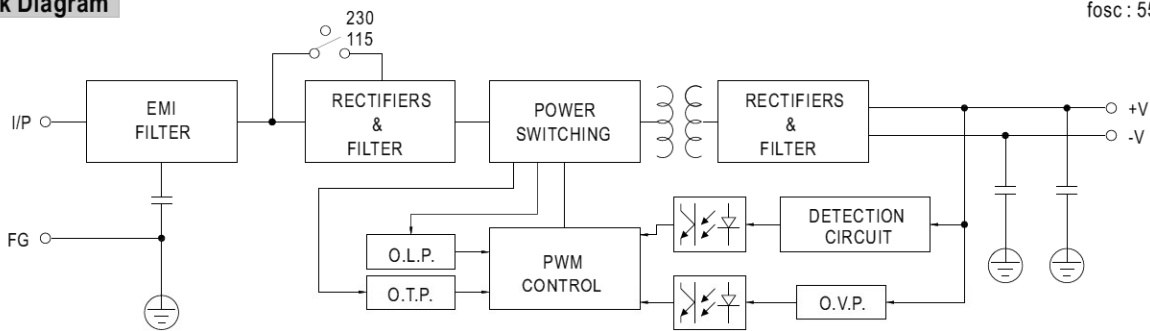 k Diagram
fosc : 55
230
115
I/P
EMI
FILTER
RECTIFIERS
&
FILTER
POWER
SWITCHING
RECTIFIERS
&
FILTER
+V
-V
FG
O.L.P.
O.T.P.
PWM
CONTROL
DETECTION
CIRCUIT
O.V.P.